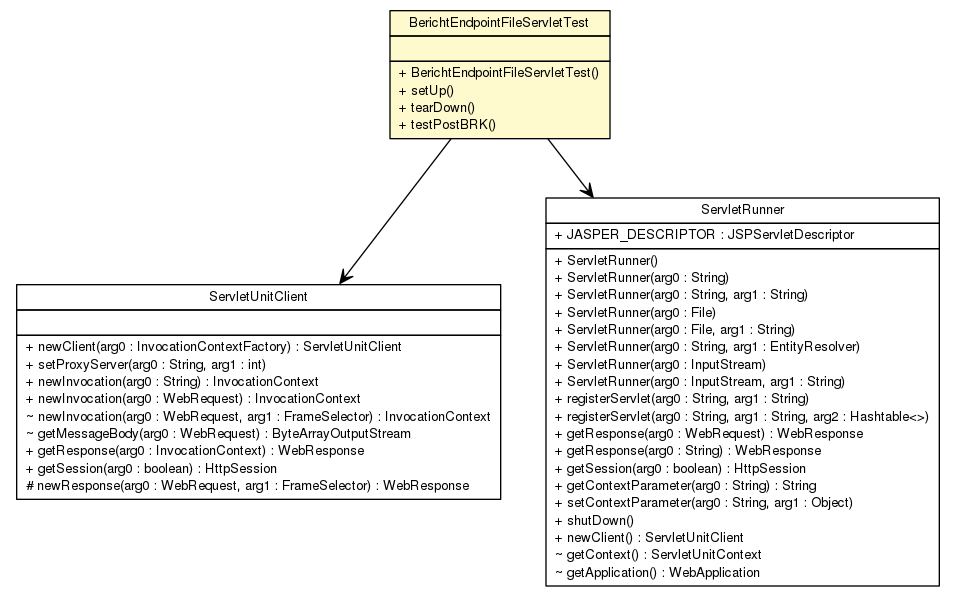 BerichtEndpointFileServletTest
+ BerichtEndpointFileServletTest()
+ setUp()
+ tearDown()
+ testPostBRK()
ServletRunner
+ JASPER_DESCRIPTOR : JSPServletDescriptor
+ ServletRunner()
+ ServletRunner(arg0 : String)
+ ServletRunner(arg0 : String, arg1 : String)
+ ServletRunner(arg0 : File)
+ ServletRunner(arg0 : File, arg1 : String)
+ ServletRunner(arg0 : String, arg1 : EntityResolver)
+ ServletRunner(arg0 : InputStream)
+ ServletRunner(arg0 : InputStream, arg1 : String)
+ registerServlet(arg0 : String, arg1 : String)
+ registerServlet(arg0 : String, arg1 : String, arg2 : Hashtable<>)
+ getResponse(arg0 : WebRequest) : WebResponse
+ getResponse(arg0 : String) : WebResponse
+ getSession(arg0 : boolean) : HttpSession
+ getContextParameter(arg0 : String) : String
+ setContextParameter(arg0 : String, arg1 : Object)
+ shutDown()
+ newClient() : ServletUnitClient
~ getContext() : ServletUnitContext
~ getApplication() : WebApplication
ServletUnitClient
+ newClient(arg0 : InvocationContextFactory) : ServletUnitClient
+ setProxyServer(arg0 : String, arg1 : int)
+ newInvocation(arg0 : String) : InvocationContext
+ newInvocation(arg0 : WebRequest) : InvocationContext
~ newInvocation(arg0 : WebRequest, arg1 : FrameSelector) : InvocationContext
~ getMessageBody(arg0 : WebRequest) : ByteArrayOutputStream
+ getResponse(arg0 : InvocationContext) : WebResponse
+ getSession(arg0 : boolean) : HttpSession
# newResponse(arg0 : WebRequest, arg1 : FrameSelector) : WebResponse